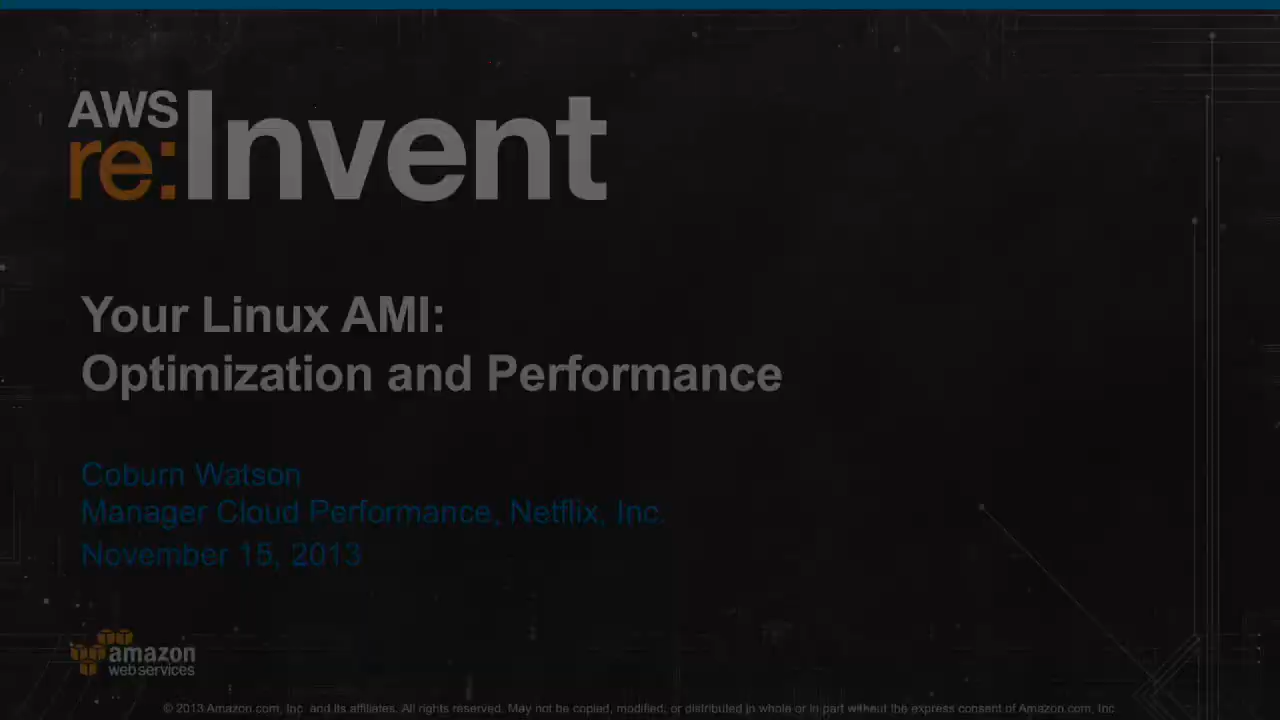 AWS
re:Invent
Your Linux AMI:
Optimization and Performance
Coburn Watson
Manager Cloud Performance, Netflix, Inc.
November 15, 2013
amazon
webservices
© 2013 Amazon.com, Inc. and its affiliates. All rights reserved. May not be copied, modified, or distributed in whole or in part without the express consent of Amazon.com, Inc.